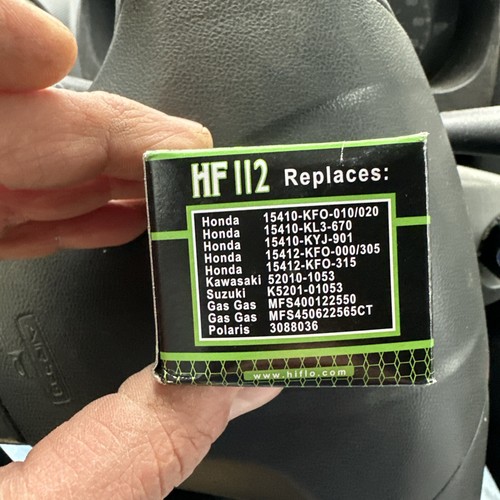 HF 112 Replaces:
Honda 15410-KFO-010/020
Honda 15410-KL3-670
Honda 15410-KYJ-901
Honda 15412-KFO-000/305
Honda 15412-KFO-315
Kawasaki 52010-1053
Suzuki K5201-01053
Gas Gas MFS400122550
Gas Gas MFS450622565CT
Polaris 3088036
www.hiflo.com